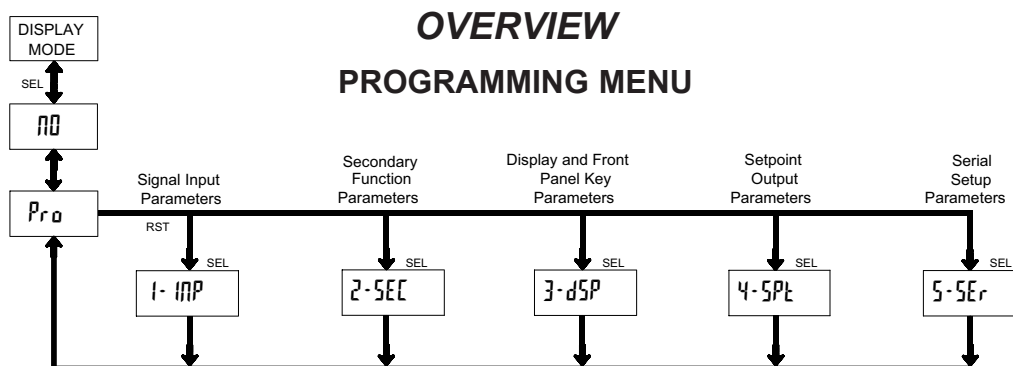 OVERVIEW
PROGRAMMING MENU
DISPLAY
MODE
SEL
NO
Pro
Signal Input
Parameters
Secondary
Function
Parameters
Display and Front
Panel Key
Parameters
Setpoint
Output
Parameters
Serial
Setup
Parameters
RST
SEL
SEL
SEL
SEL
SEL
1-INP
2-SEC
3-dSP
4-SPt
5-SEr